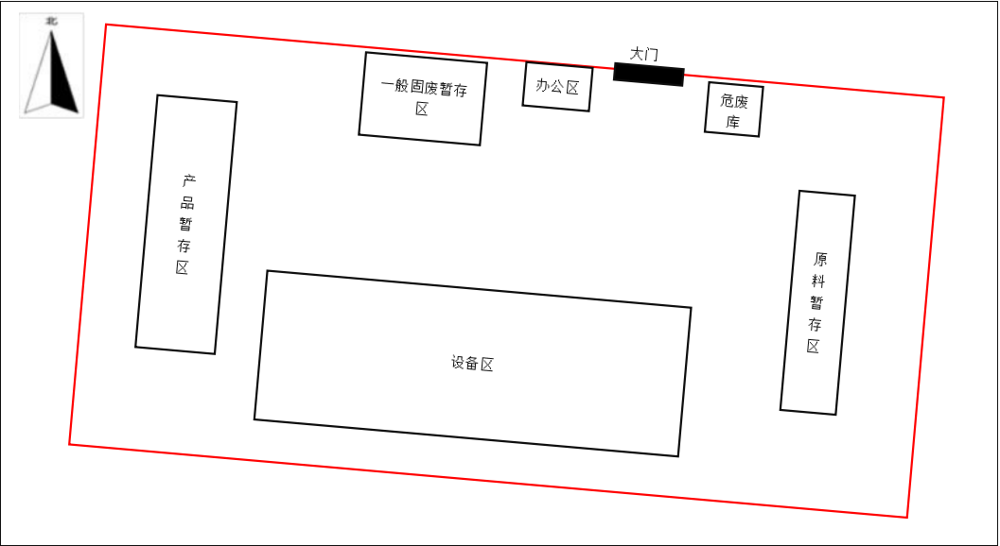 北
大门
一般固废暂存
区
办公区
危废
库
产
品
暂
存
区
原
料
暂
存
区
设备区